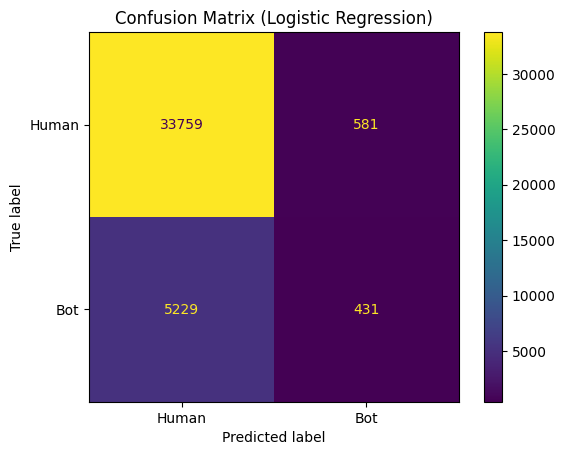 Confusion Matrix (Logistic Regression)
True label
Human
33759
581
Bot
5229
431
Human
Bot
Predicted label
30000
25000
20000
15000
10000
5000